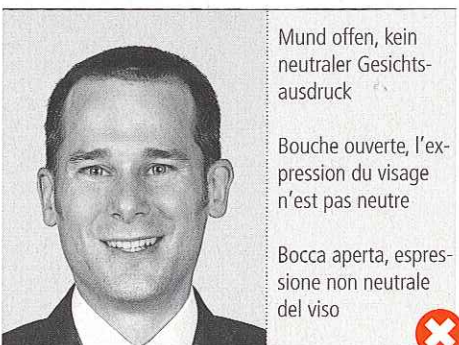 Mund offen, kein
neutraler Gesichts-
ausdruck
Bouche ouverte, l'ex-
pression du visage
n'est pas neutre
Bocca aperta, espres-
sione non neutrale
del viso